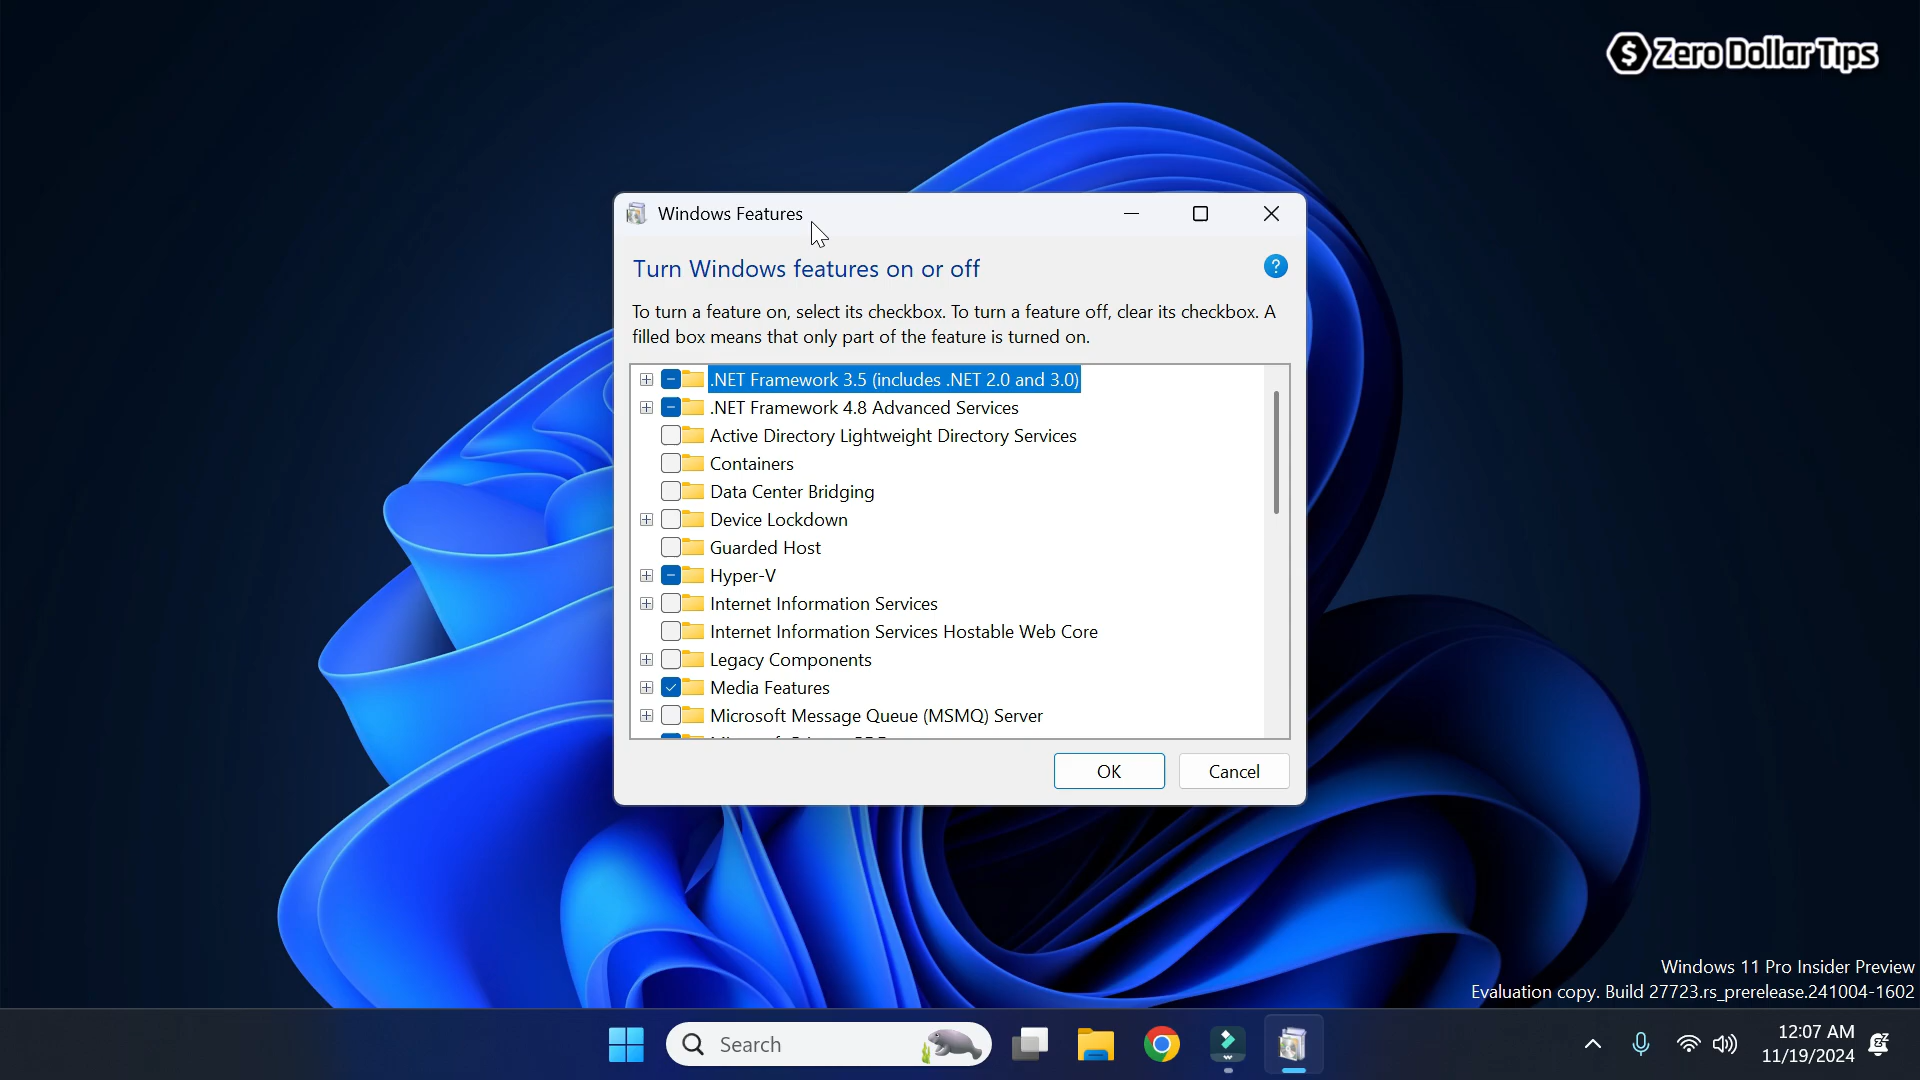 $ Zero Dollar Tips
Windows Features
Turn Windows features on or off
?
To turn a feature on, select its checkbox. To turn a feature off, clear its checkbox. A
filled box means that only part of the feature is turned on.
.NET Framework 3.5 (includes .NET 2.0 and 3.0)
.NET Framework 4.8 Advanced Services
Active Directory Lightweight Directory Services
Containers
Data Center Bridging
Device Lockdown
Guarded Host
Hyper-V
Internet Information Services
Internet Information Services Hostable Web Core
Legacy Components
Media Features
Microsoft Message Queue (MSMQ) Server
OK
Cancel
Windows 11 Pro Insider Preview
Evaluation copy. Build 27723.rs_prerelease.241004-1602
Search
12:07 AM
11/19/2024